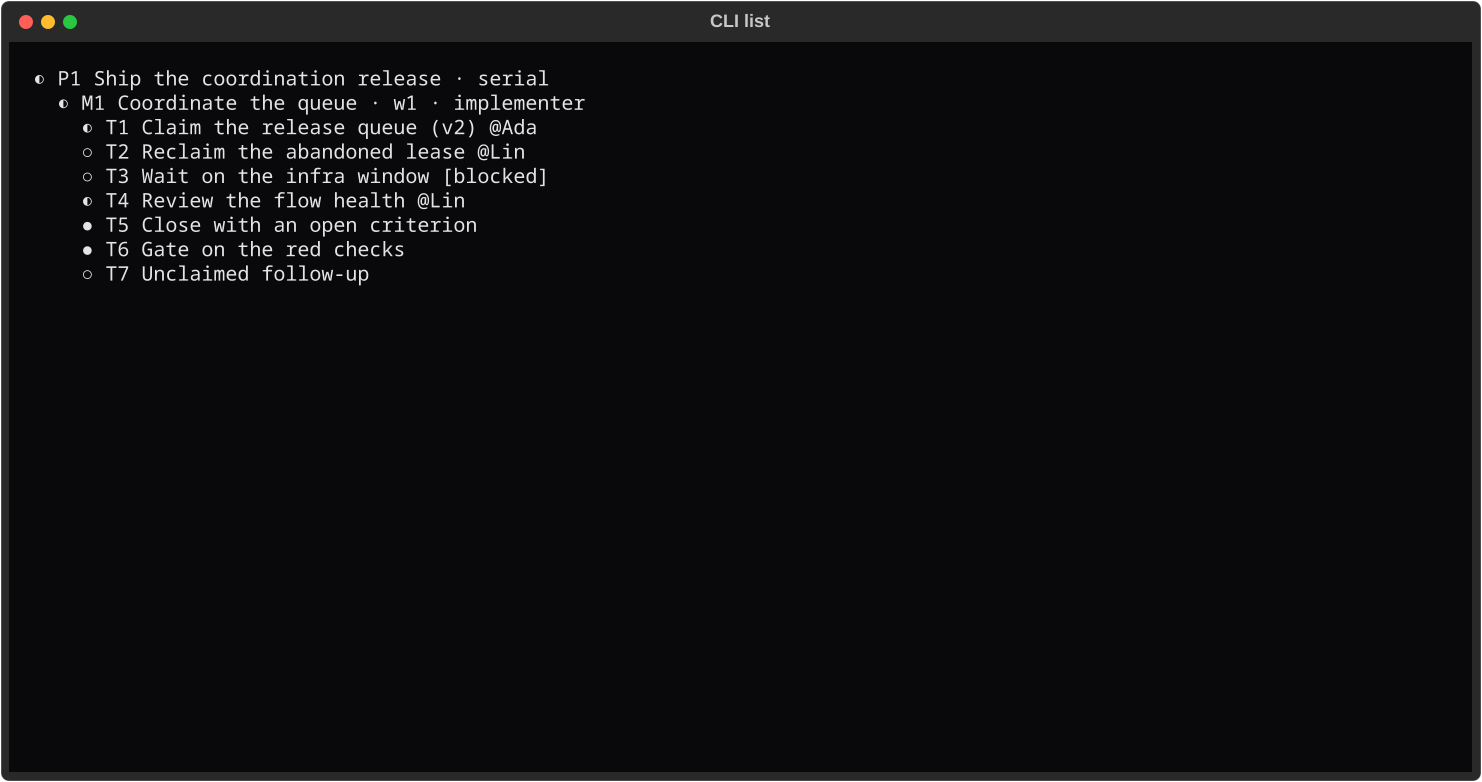 CLI list
◐ P1 Ship the coordination release · serial
◐ M1 Coordinate the queue · w1 · implementer
◐ T1 Claim the release queue (v2) @Ada
○ T2 Reclaim the abandoned lease @Lin
○ T3 Wait on the infra window [blocked]
◐ T4 Review the flow health @Lin
● T5 Close with an open criterion
● T6 Gate on the red checks
○ T7 Unclaimed follow-up